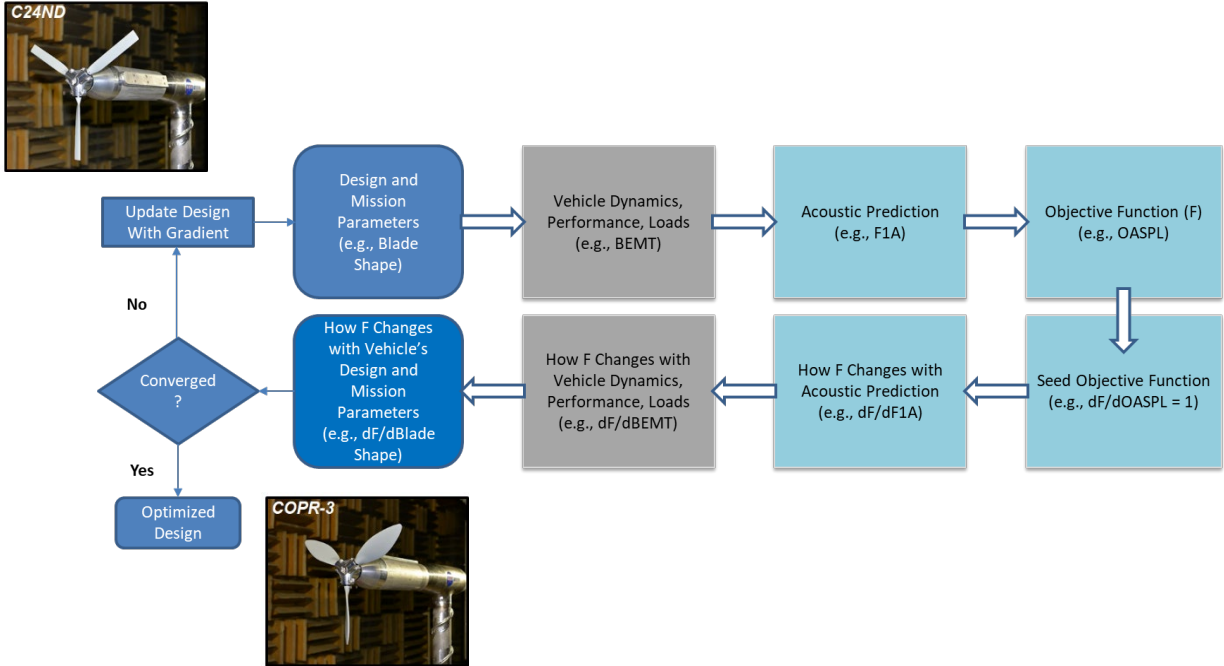 C24ND
Update Design
With Gradient
Design and
Mission
Parameters
(e.g., Blade
Shape)
Vehicle Dynamics,
Performance, Loads
(e.g., BEMT)
Acoustic Prediction
(e.g., F1A)
Objective Function (F)
(e.g., OASPL)
No
Converged
?
How F Changes
with Vehicle’s
Design and
Mission
Parameters
(e.g., dF/dBlade
Shape)
How F Changes with
Vehicle Dynamics,
Performance, Loads
(e.g., dF/dBEMT)
How F Changes with
Acoustic Prediction
(e.g., dF/dF1A)
Seed Objective Function
(e.g., dF/dOASPL = 1)
Yes
Optimized
Design
COPR-3